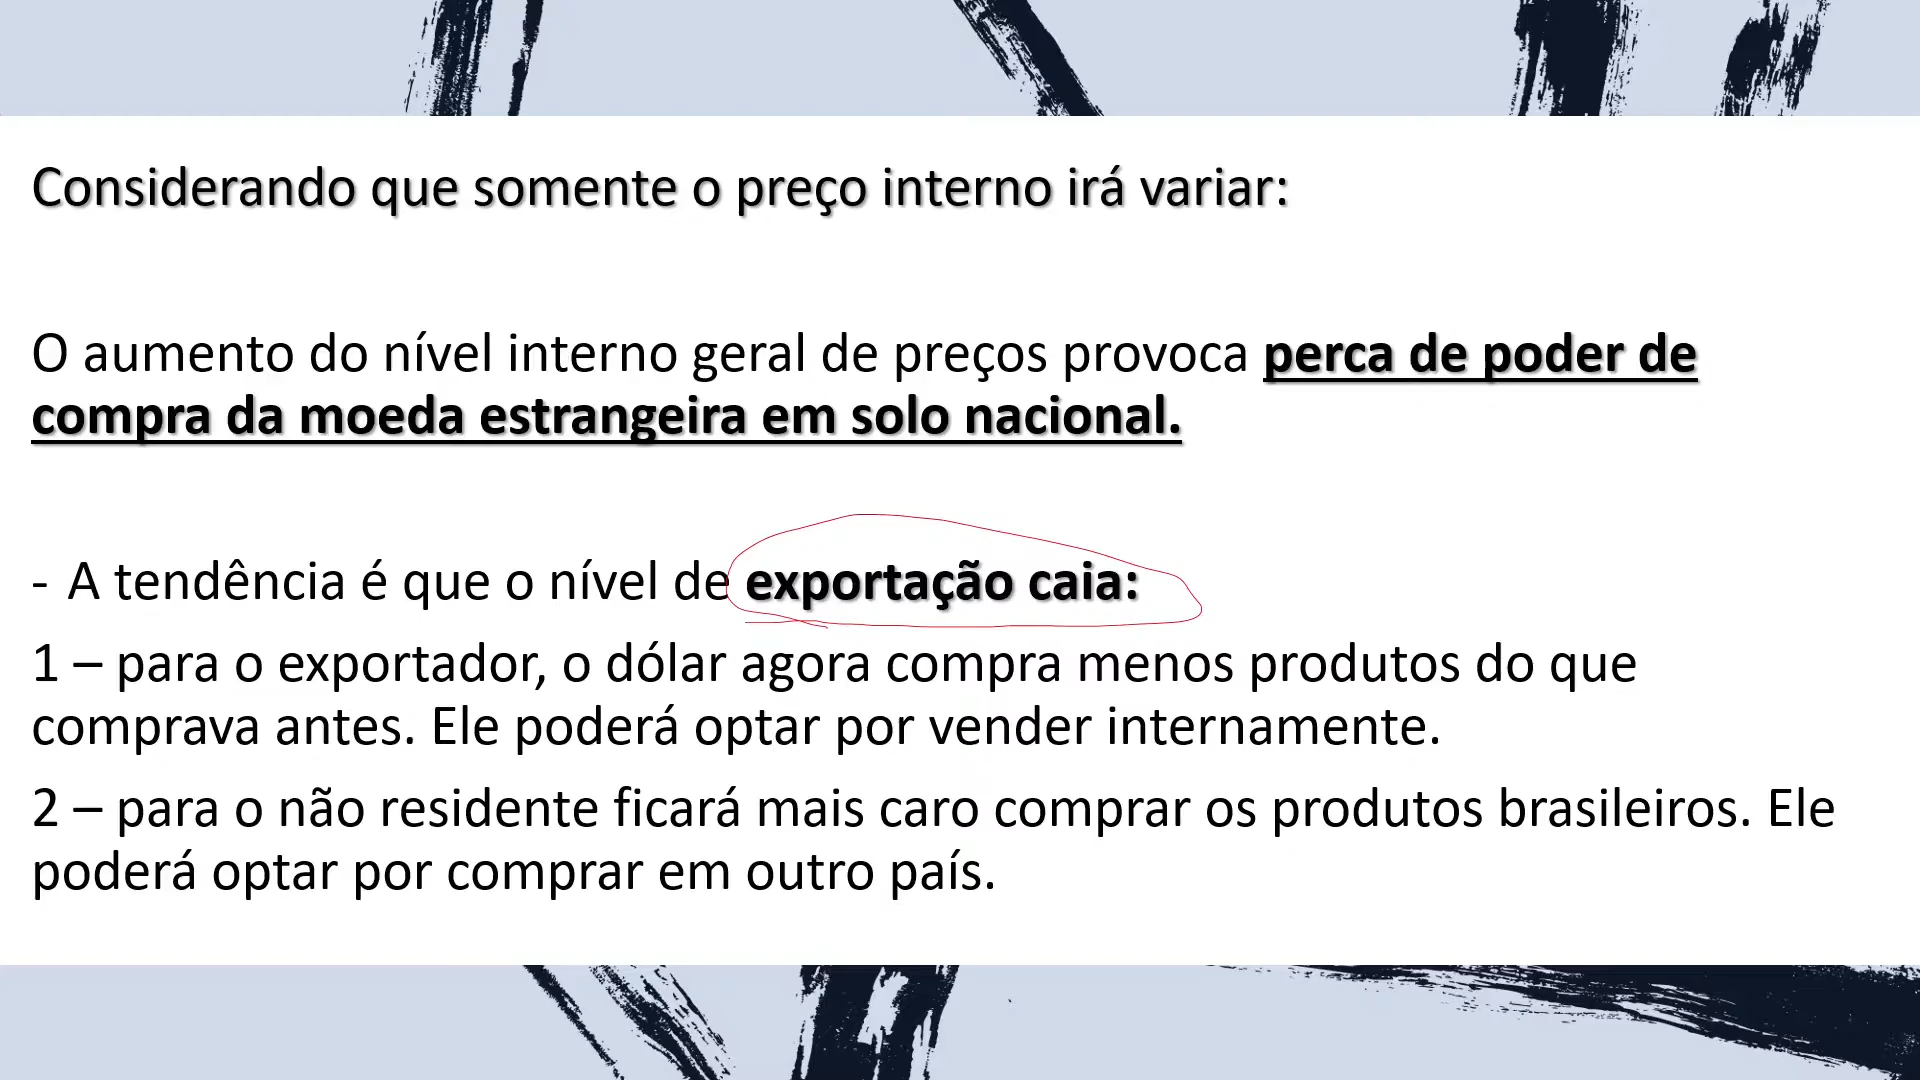 Considerando que somente o preço interno irá variar:
O aumento do nível interno geral de preços provoca perca de poder de
compra da moeda estrangeira em solo nacional.
- A tendência é que o nível de exportação caia:
1 – para o exportador, o dólar agora compra menos produtos do que
comprava antes. Ele poderá optar por vender internamente.
2 – para o não residente ficará mais caro comprar os produtos brasileiros. Ele
poderá optar por comprar em outro país.